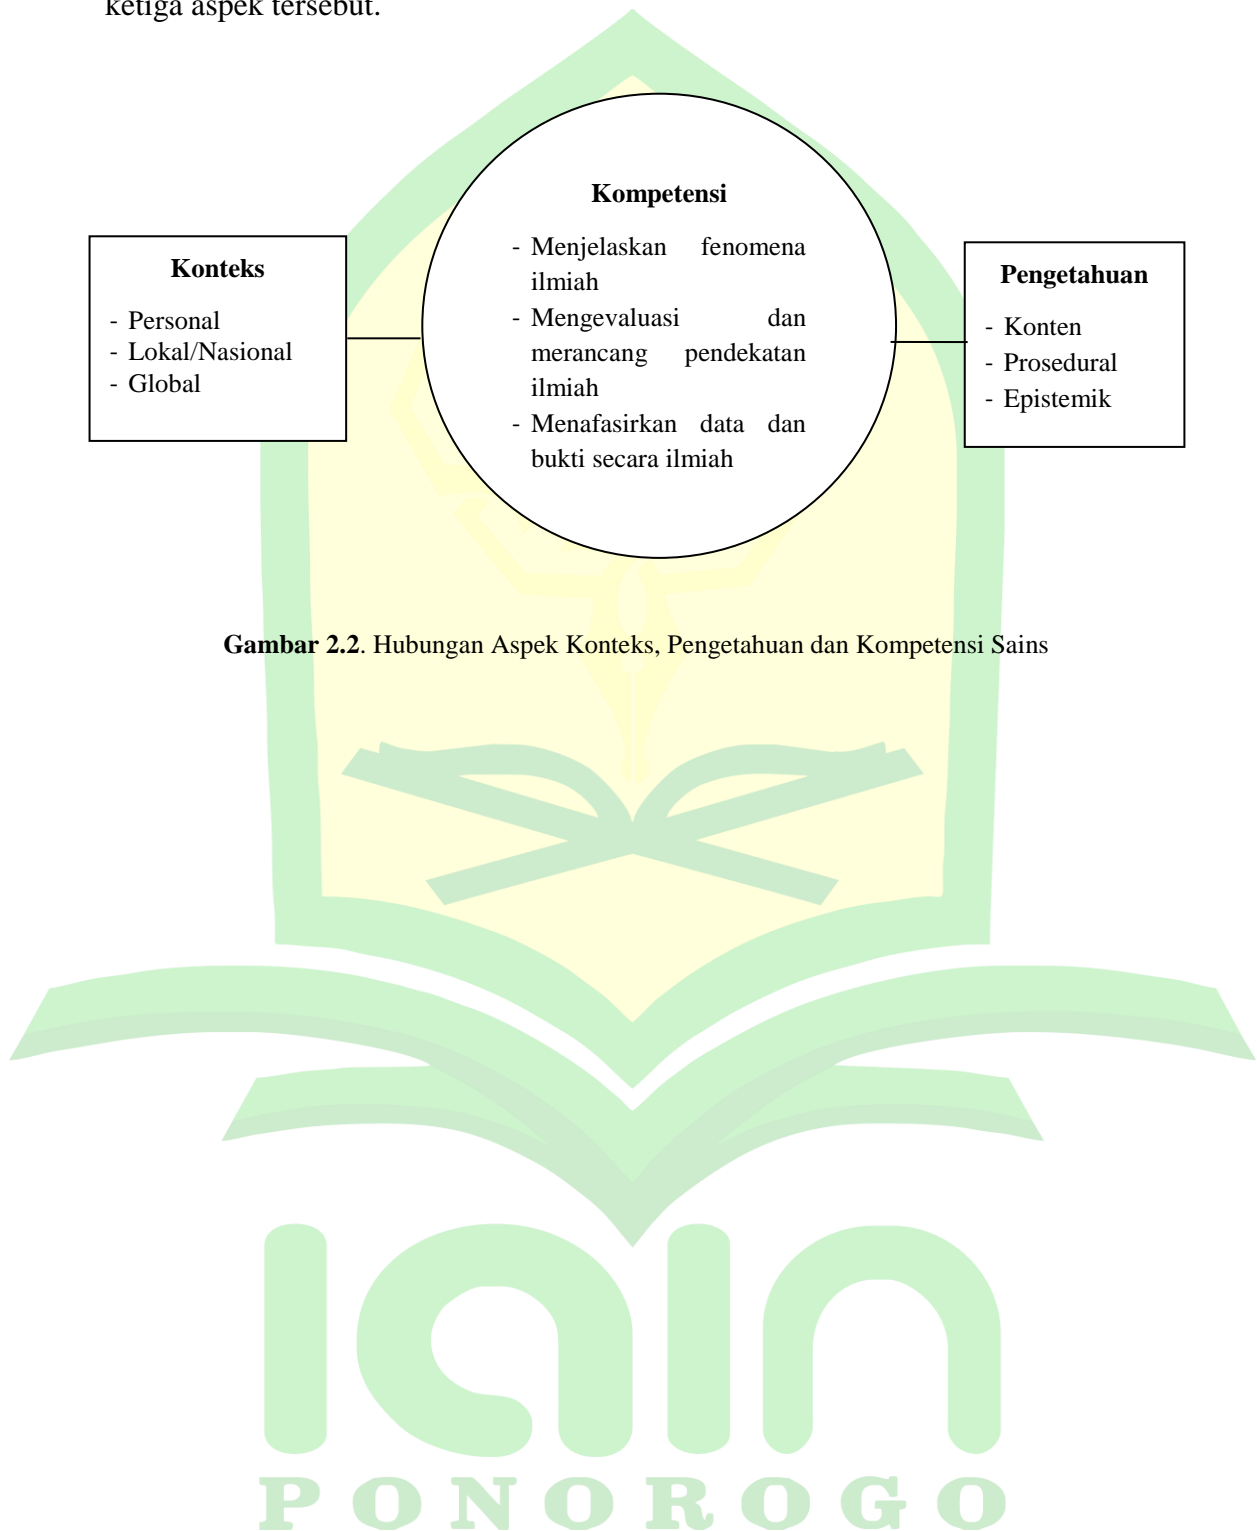 ketiga aspek tersebut.
Kompetensi
- Menjelaskan fenomena
ilmiah
- Mengevaluasi dan
merancang pendekatan
ilmiah
- Menafasirkan data dan
bukti secara ilmiah
Konteks
- Personal
- Lokal/Nasional
- Global
Pengetahuan
- Konten
- Prosedural
- Epistemik
Gambar 2.2. Hubungan Aspek Konteks, Pengetahuan dan Kompetensi Sains
iain
PONOROGO